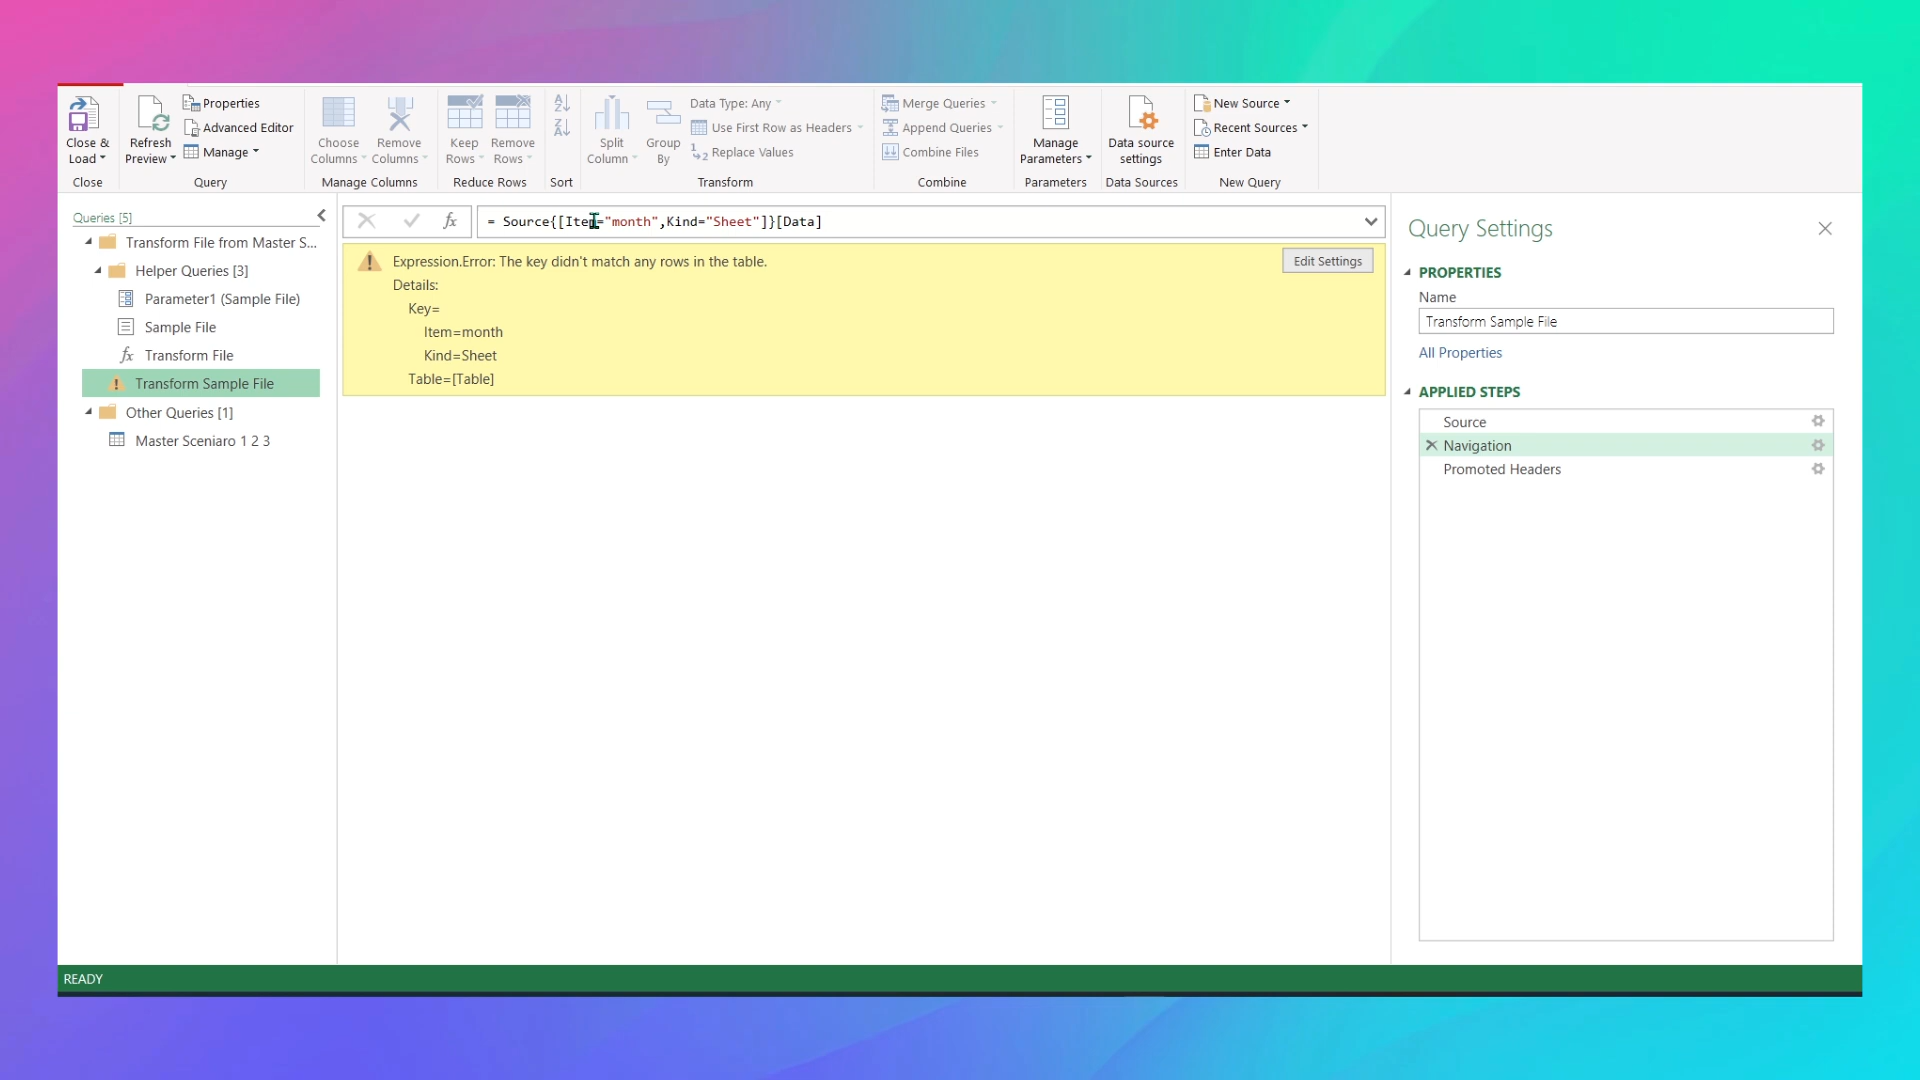 Close &
Load
Close
Refresh
Preview
Properties
Advanced Editor
Manage
Query
Choose
Columns
Remove
Columns
Manage Columns
Keep
Rows
Remove
Rows
Reduce Rows
A
Z
Z
A
Sort
Split
Column
Group
By
Data Type: Any
Use First Row as Headers
1
2
Replace Values
Transform
Merge Queries
Append Queries
Combine Files
Combine
Manage
Parameters
Parameters
Data source
settings
Data Sources
New Source
Recent Sources
Enter Data
New Query
Queries [5]
Transform File from Master S...
Helper Queries [3]
Parameter1 (Sample File)
Sample File
fx Transform File
Transform Sample File
Other Queries [1]
Master Sceniaro 1 2 3
fx
= Source{[Item="month",Kind="Sheet"]}[Data]
Expression.Error: The key didn't match any rows in the table.
Details:
Key=
Item=month
Kind=Sheet
Table=[Table]
Edit Settings
Query Settings
PROPERTIES
Name
Transform Sample File
All Properties
APPLIED STEPS
Source
Navigation
Promoted Headers
READY